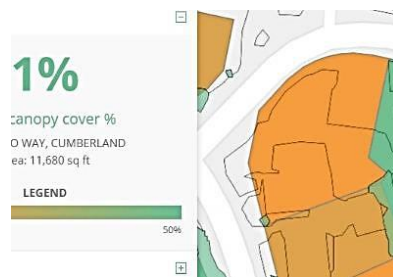 1%
canopy cover %
O WAY, CUMBERLAND
ea: 11,680 sq ft
LEGEND
50%